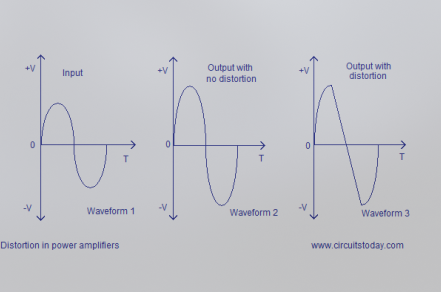 +V
Input
0
T
-V
Waveform 1
+V
Output with
no distortion
0
T
-V
Waveform 2
+V
Output with
distortion
0
T
-V
Waveform 3
Distortion in power amplifiers
www.circuitstoday.com